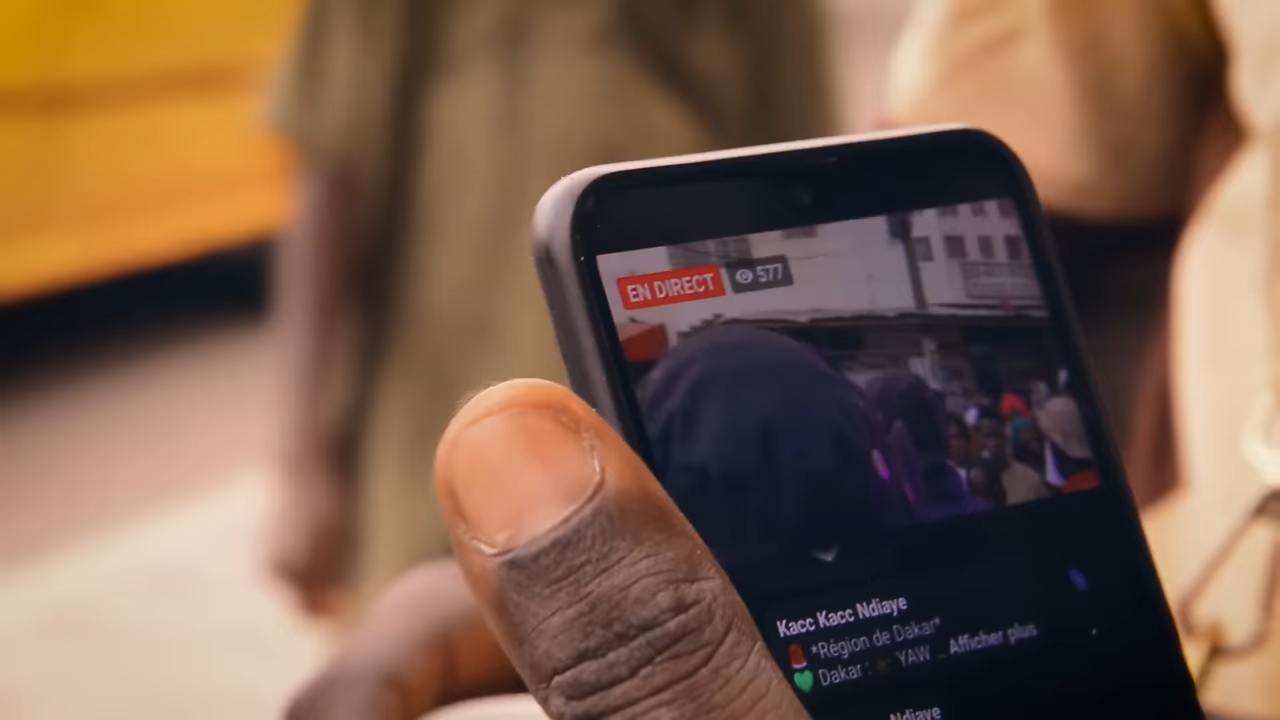 EN DIRECT 577
Kacc Kacc Ndiaye
*Région de Dakar*
Dakar : YAW ... Afficher plus
Ndiaye